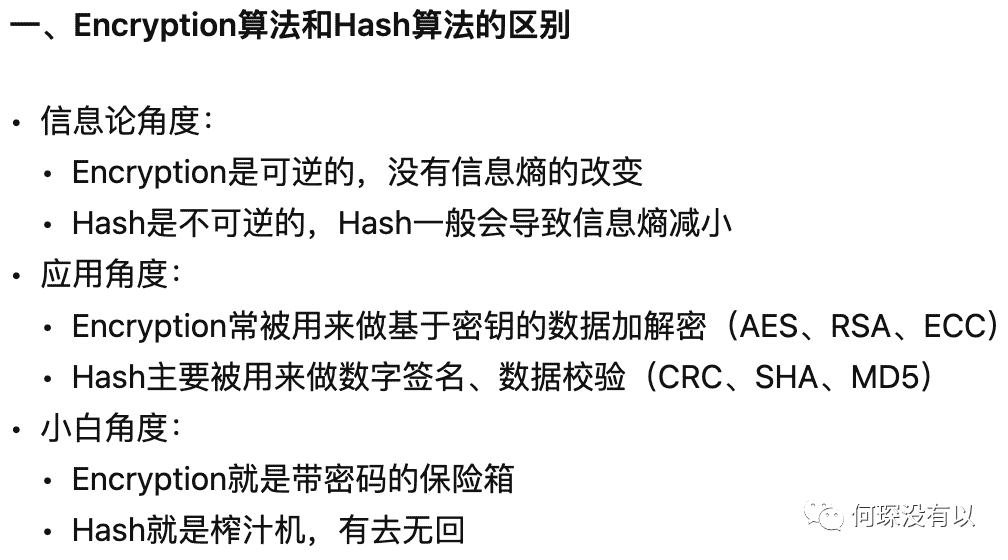 一、Encryption算法和Hash算法的区别
• 信息论角度：
• Encryption是可逆的，没有信息熵的改变
• Hash是不可逆的，Hash一般会导致信息熵减小
• 应用角度：
• Encryption常被用来做基于密钥的数据加解密（AES、RSA、ECC）
• Hash主要被用来做数字签名、数据校验（CRC、SHA、MD5）
• 小白角度：
• Encryption就是带密码的保险箱
• Hash就是榨汁机，有去无回
何琛没有以